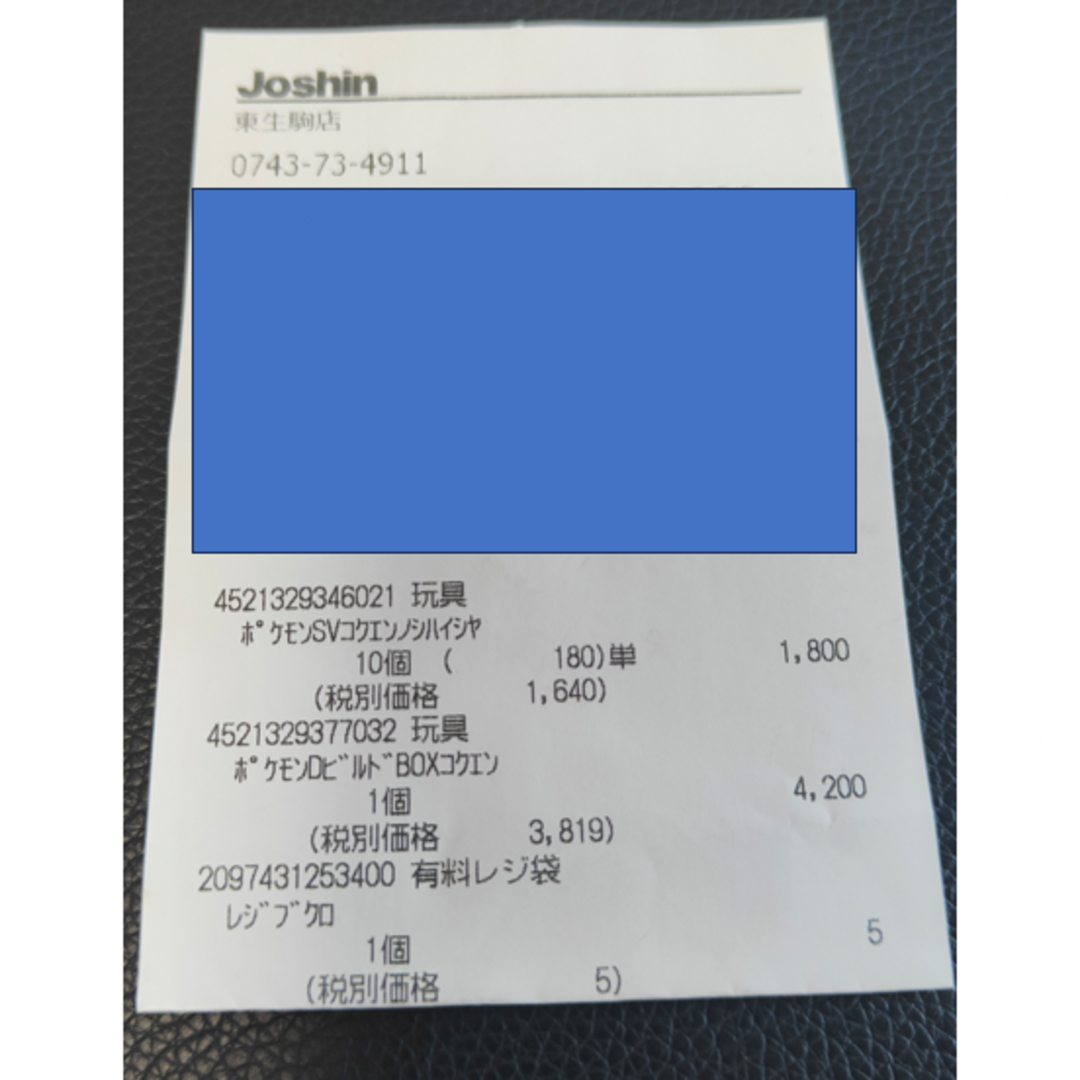 Joshin
東生駒店
0743-73-4911
4521329346021 玩具
ﾎﾟｹﾓﾝSVｺｸｴﾝﾉｼﾊｲｼﾔ
10個 ( 180)単 1,800
(税別価格 1,640)
4521329377032 玩具
ﾎﾟｹﾓﾝDﾋﾞﾙﾄﾞBOXｺｸｴﾝ
1個 4,200
(税別価格 3,819)
2097431253400 有料レジ袋
ﾚｼﾞﾌﾞｸﾛ
1個 5
(税別価格 5)